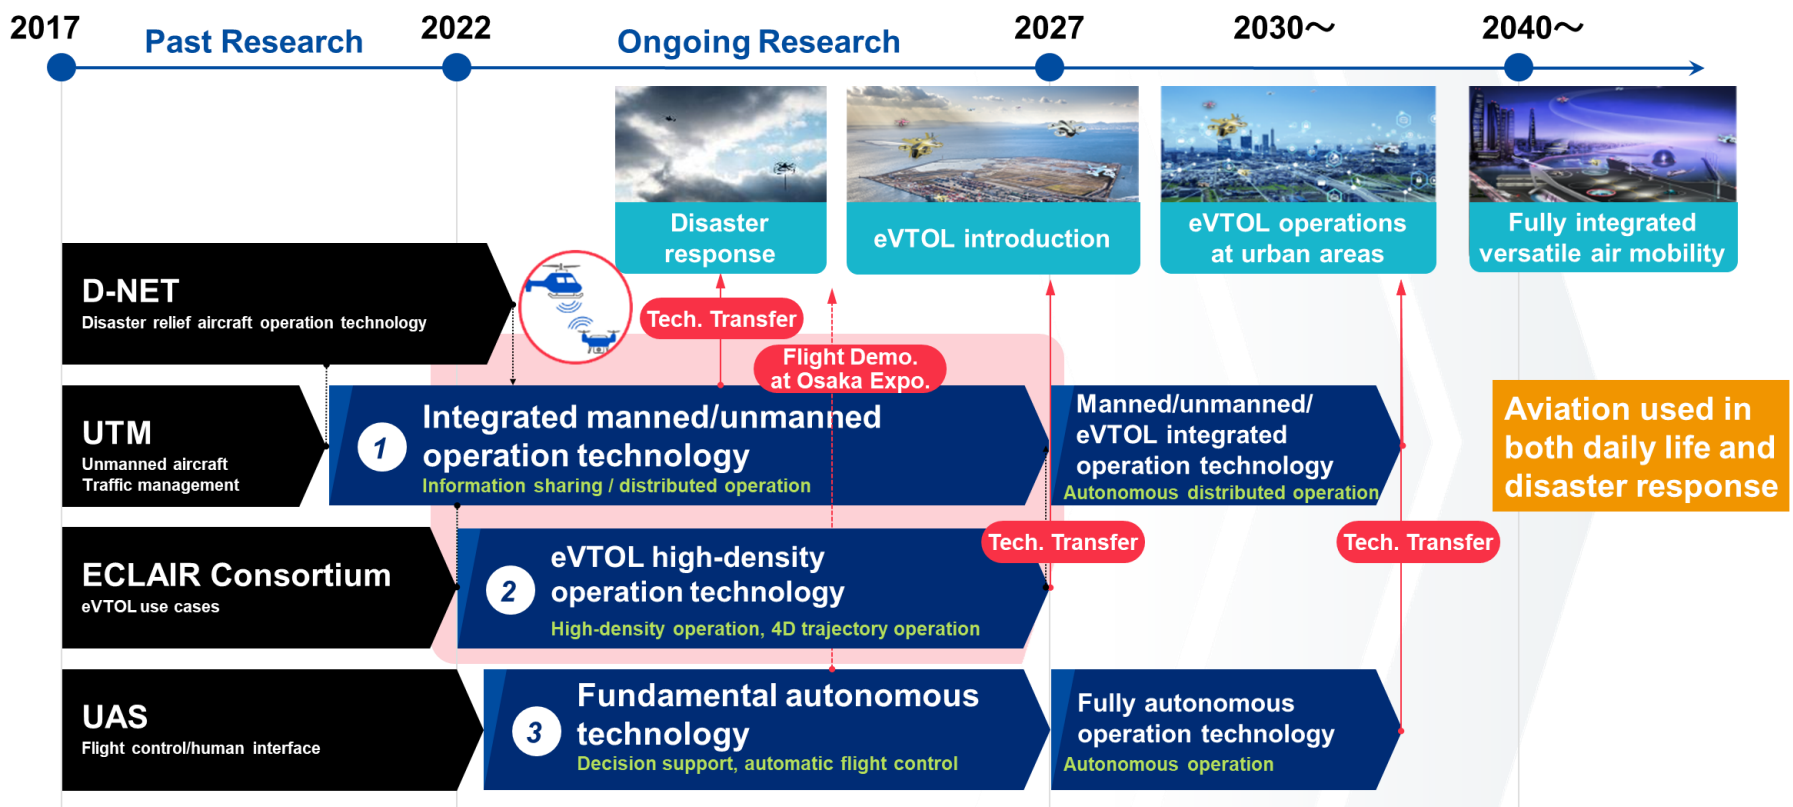 2017
Past Research
2022
Ongoing Research
2027
2030～
2040～
Disaster
response
eVTOL introduction
eVTOL operations
at urban areas
Fully integrated
versatile air mobility
D-NET
Disaster relief aircraft operation technology
Tech. Transfer
Flight Demo.
at Osaka Expo.
UTM
Unmanned aircraft
Traffic management
1
Integrated manned/unmanned
operation technology
Information sharing / distributed operation
Manned/unmanned/
eVTOL integrated
operation technology
Autonomous distributed operation
Aviation used in
both daily life and
disaster response
ECLAIR Consortium
eVTOL use cases
2
eVTOL high-density
operation technology
High-density operation, 4D trajectory operation
Tech. Transfer
Tech. Transfer
UAS
Flight control/human interface
3
Fundamental autonomous
technology
Decision support, automatic flight control
Fully autonomous
operation technology
Autonomous operation